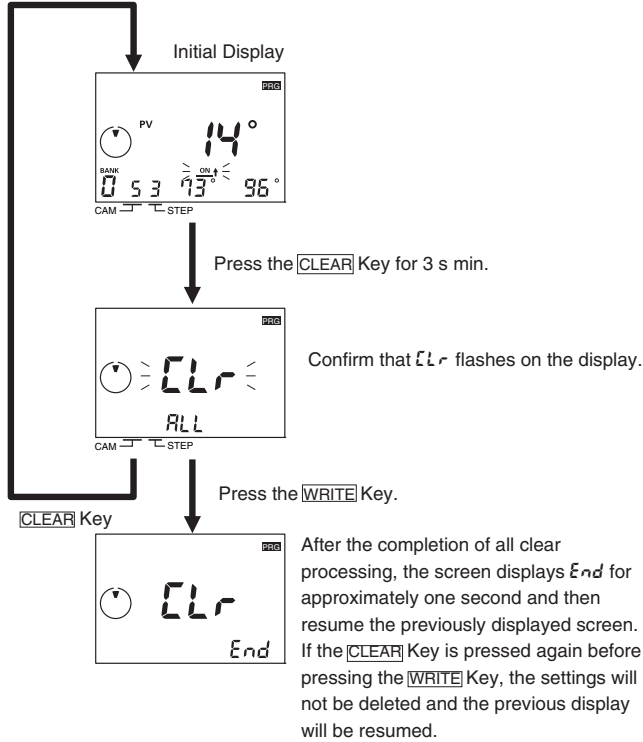 Initial Display
PRG
PV
14°
BANK
ON
0 5 3 73° 96°
CAM STEP
Press the CLEAR Key for 3 s min.
PRG
CLr
Confirm that CLr flashes on the display.
ALL
CAM STEP
Press the WRITE Key.
CLEAR Key
PRG
CLr
End
After the completion of all clear
processing, the screen displays End for
approximately one second and then
resume the previously displayed screen.
If the CLEAR Key is pressed again before
pressing the WRITE Key, the settings will
not be deleted and the previous display
will be resumed.